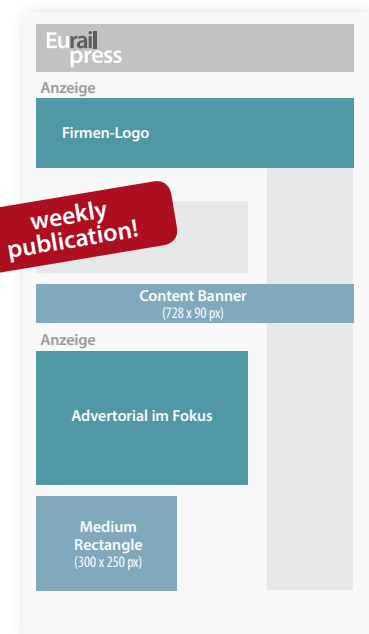 Eurail
press
Anzeige
Firmen-Logo
weekly
publication!
Content Banner
(728 x 90 px)
Anzeige
Advertorial im Fokus
Medium
Rectangle
(300 x 250 px)